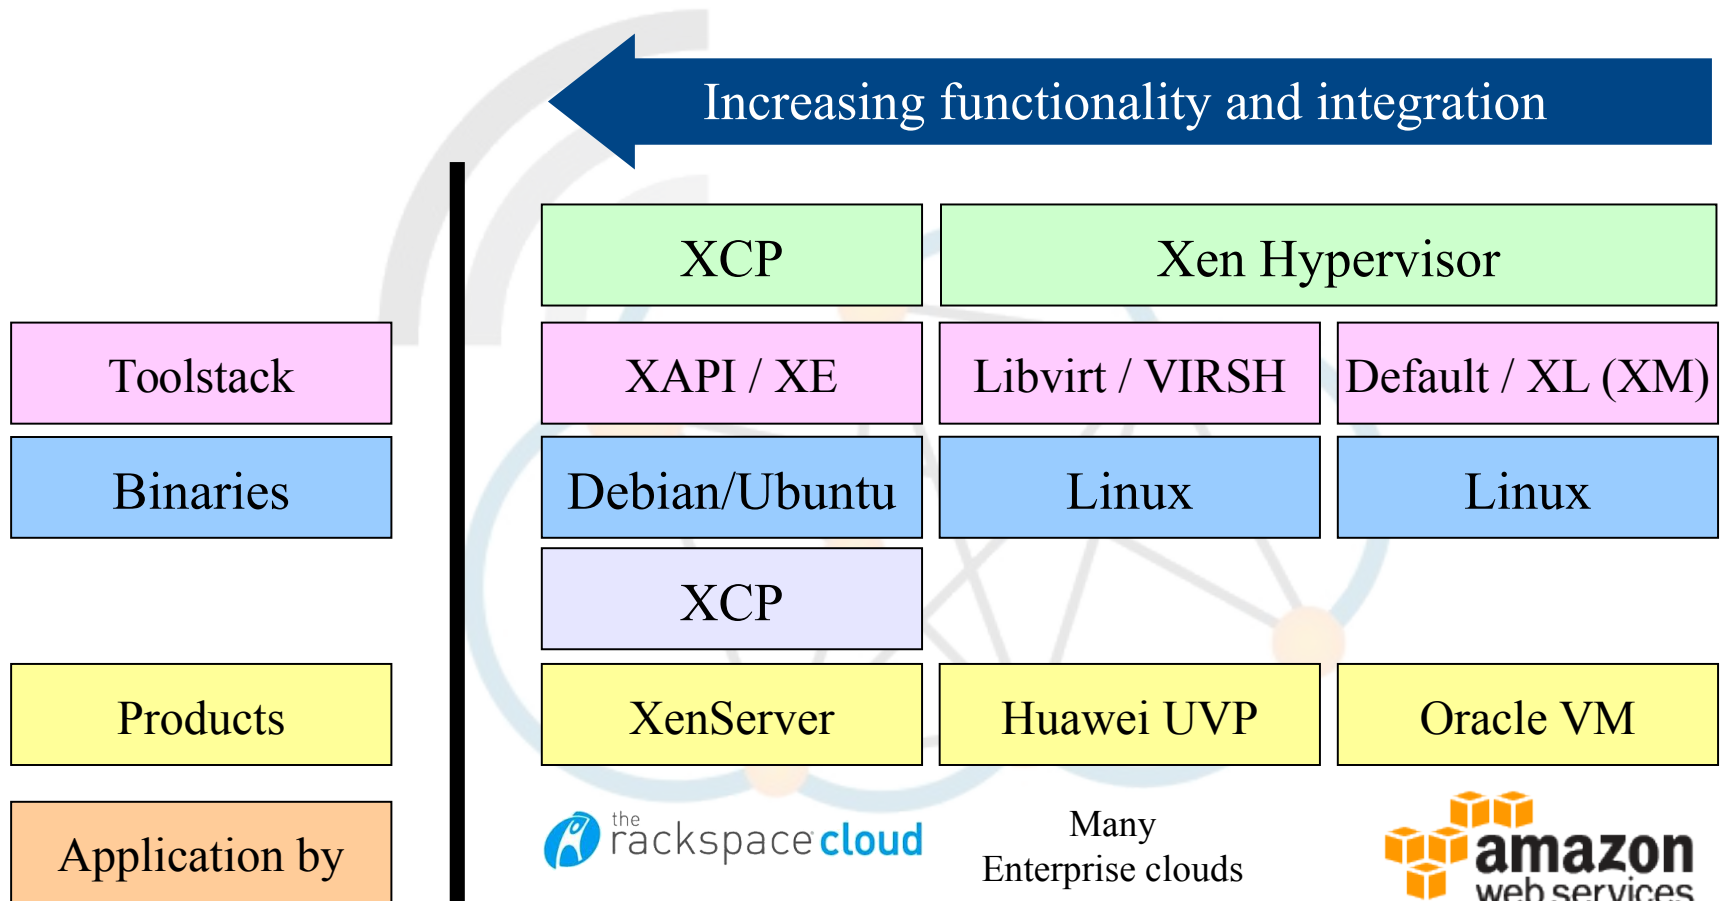 Increasing functionality and integration
XCP
Xen Hypervisor
Toolstack
XAPI / XE
Libvirt / VIRSH
Default / XL (XM)
Binaries
Debian/Ubuntu
Linux
Linux
XCP
Products
XenServer
Huawei UVP
Oracle VM
Application by
the
rackspace cloud
Many
Enterprise clouds
amazon
web services